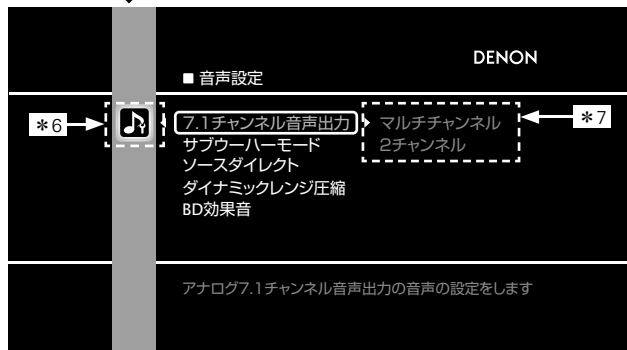 DENON
■ 音声設定
＊6
7.1チャンネル音声出力
マルチチャンネル
＊7
サブウーハーモード
2チャンネル
ソースダイレクト
ダイナミックレンジ圧縮
BD効果音
アナログ7.1チャンネル音声出力の音声の設定をします